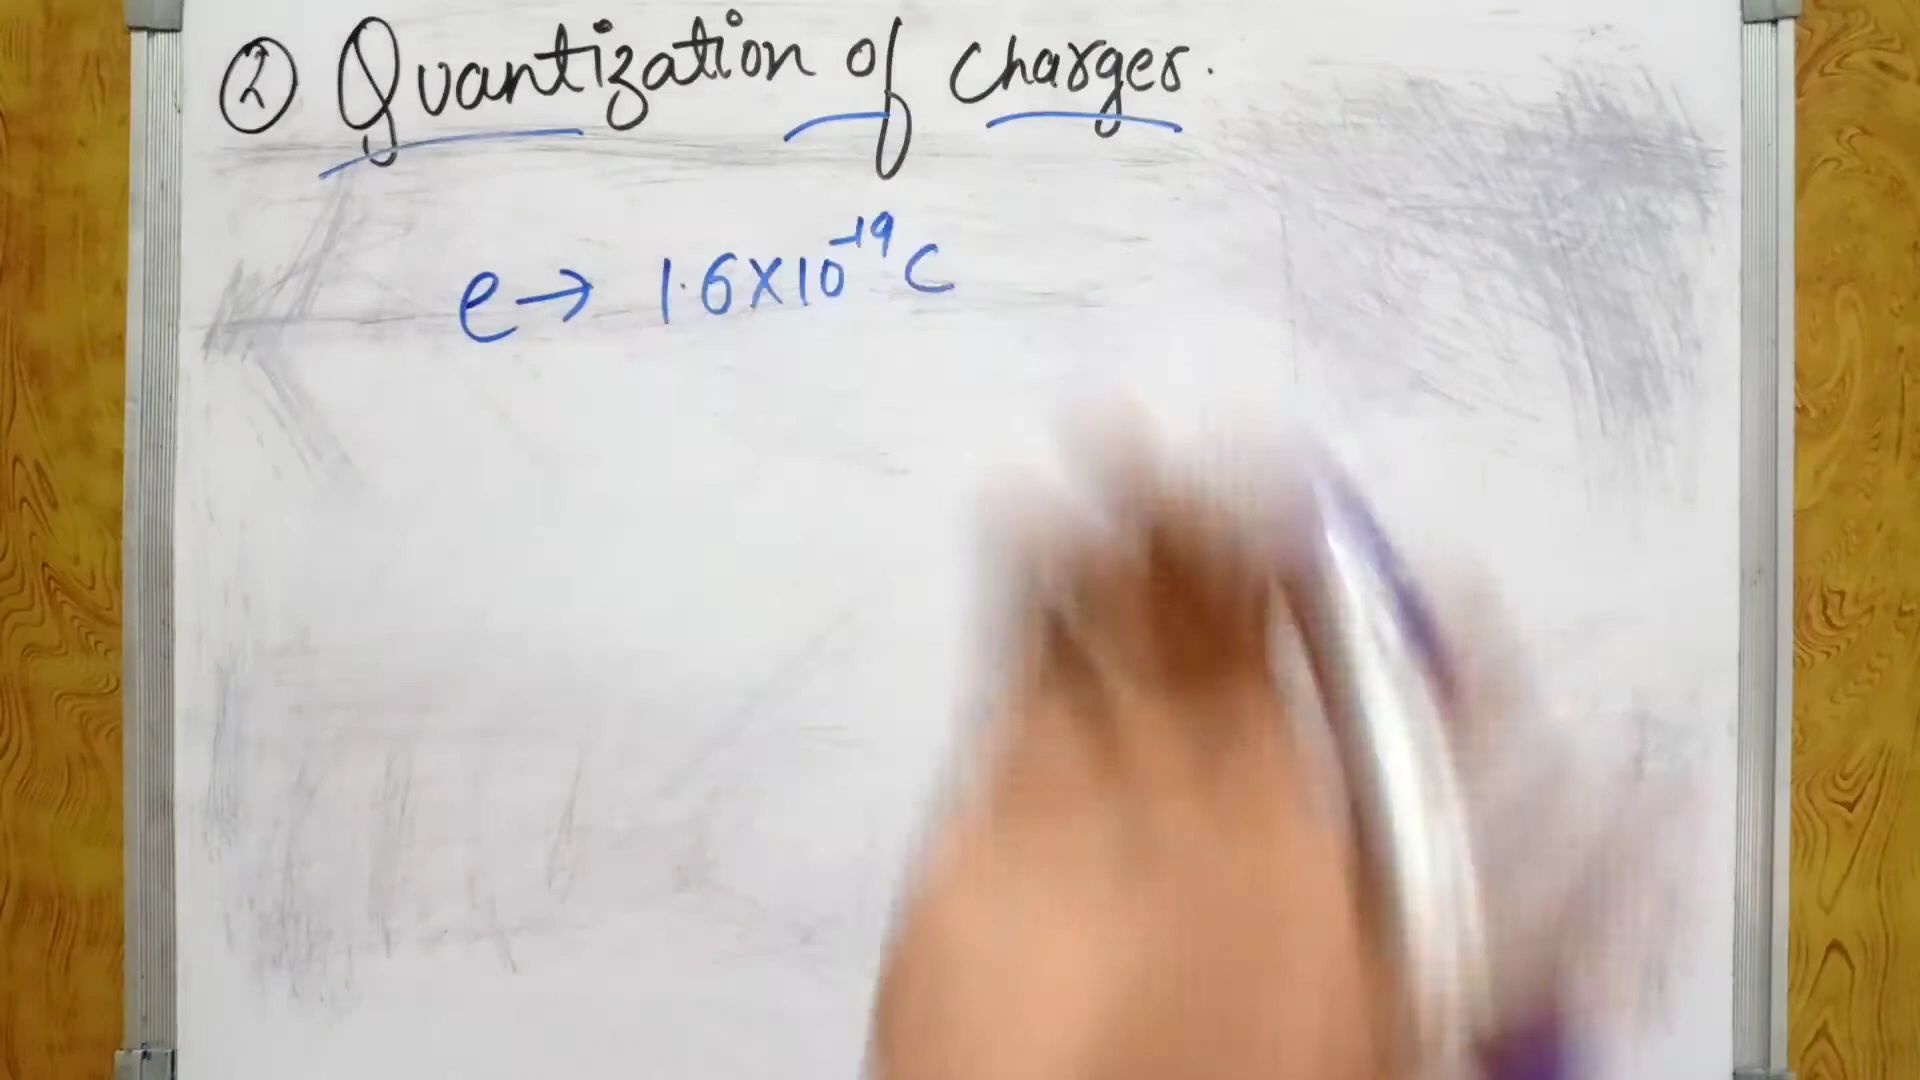 ② Quantization of charges.
e → 1.6×10⁻¹⁹ C